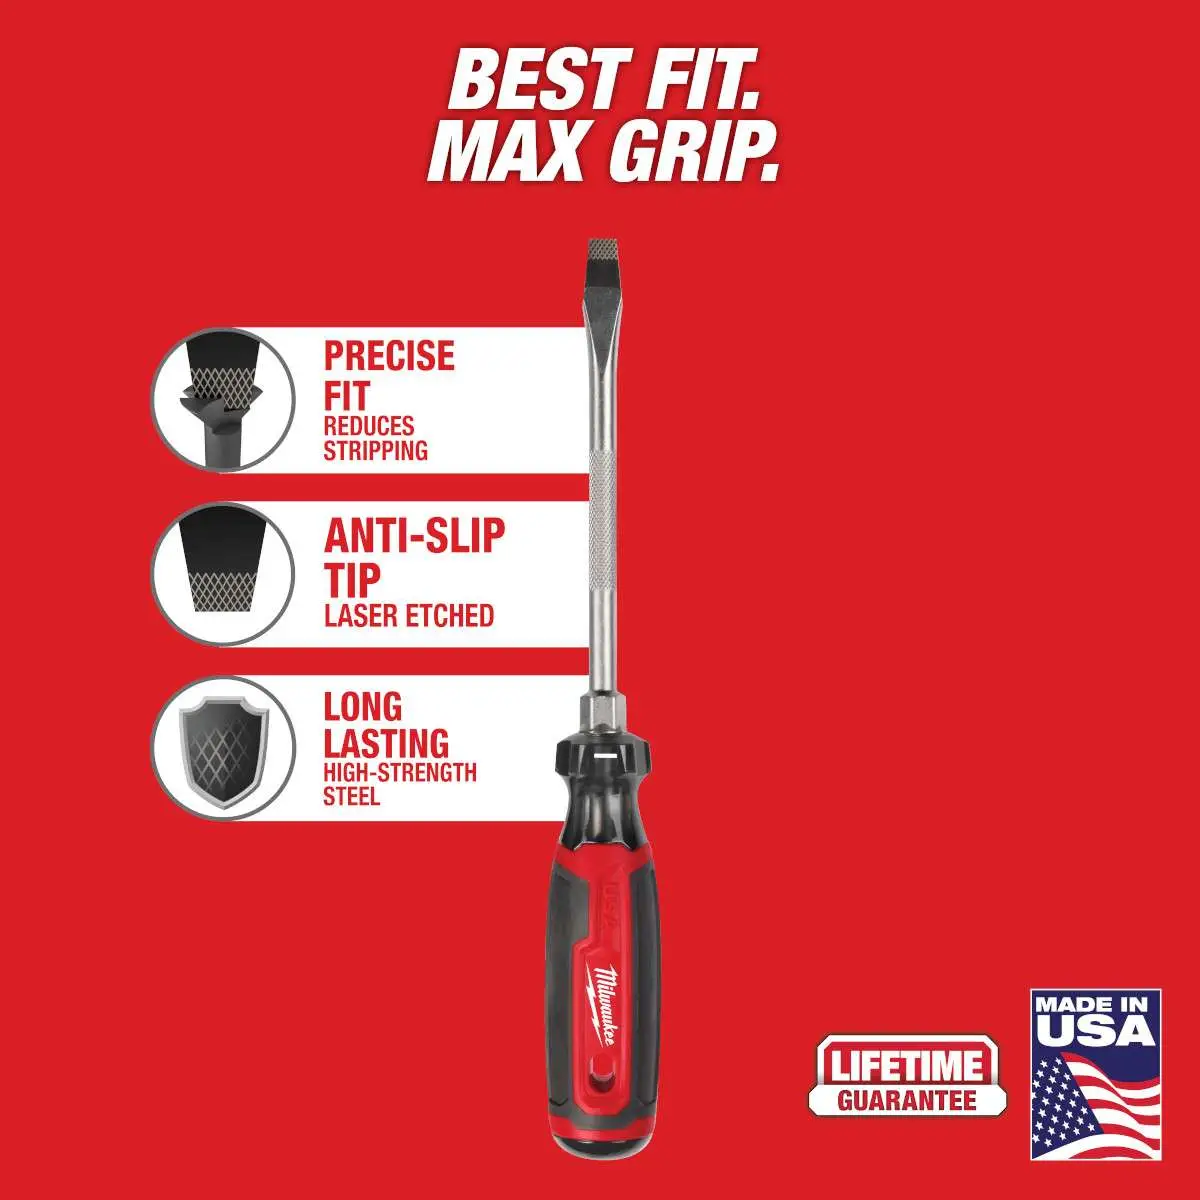 BEST FIT.
MAX GRIP.
PRECISE
FIT
REDUCES
STRIPPING
ANTI-SLIP
TIP
LASER ETCHED
LONG
LASTING
HIGH-STRENGTH
STEEL
USA
Milwaukee
LIFETIME
GUARANTEE
MADE IN
USA